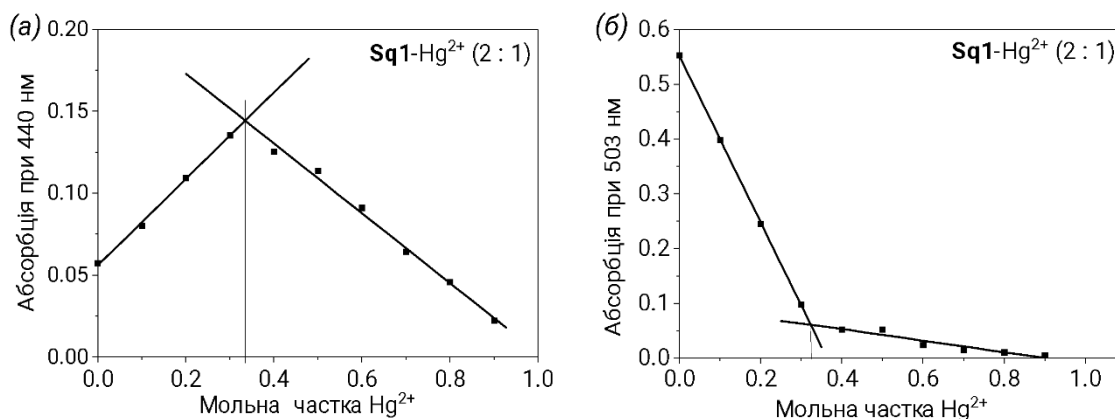 (а)
Sq1-Hg²⁺ (2 : 1)
Абсорбція при 440 нм
0.20
0.15
0.10
0.05
0.00
0.0 0.2 0.4 0.6 0.8 1.0
Мольна частка Hg²⁺
(б)
Sq1-Hg²⁺ (2 : 1)
Абсорбція при 503 нм
0.6
0.5
0.4
0.3
0.2
0.1
0.0
0.0 0.2 0.4 0.6 0.8 1.0
Мольна частка Hg²⁺